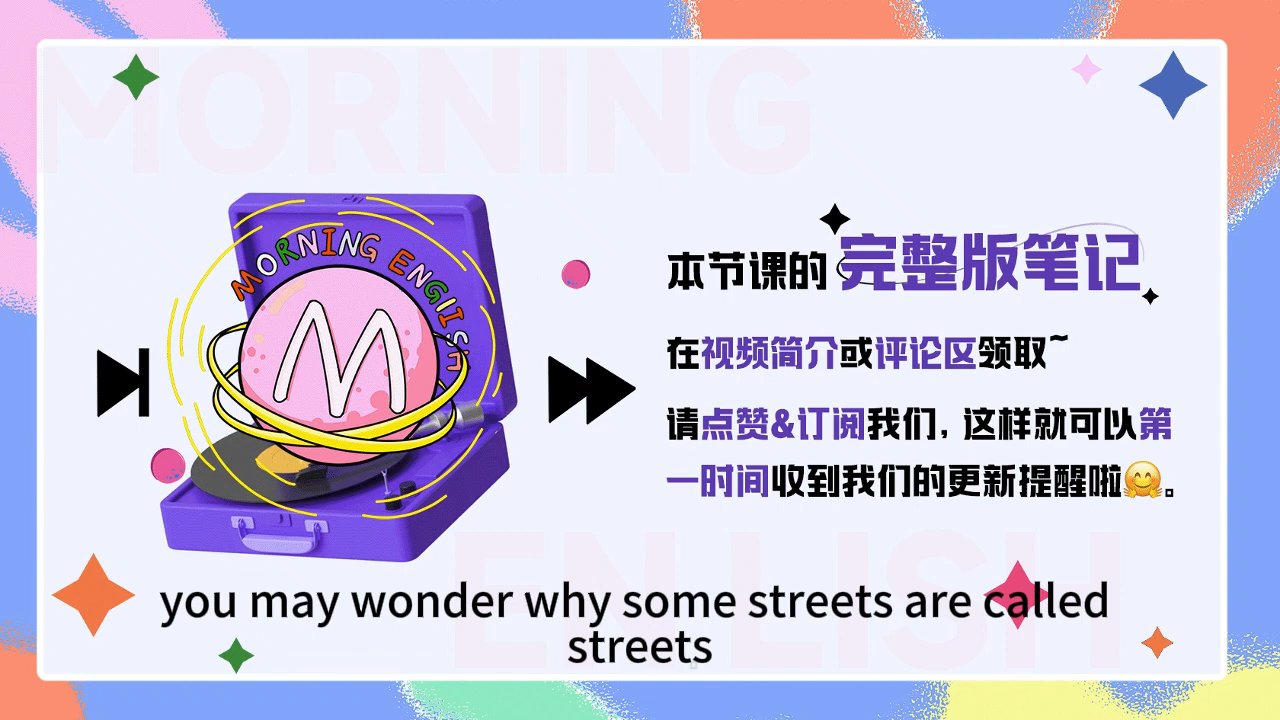 MORNING
MORNING ENGLISH
M
本节课的 完整版笔记
在视频简介或评论区领取~
请点赞&订阅我们, 这样就可以第
一时间收到我们的更新提醒啦🤗。
ENGLISH
you may wonder why some streets are called
streets